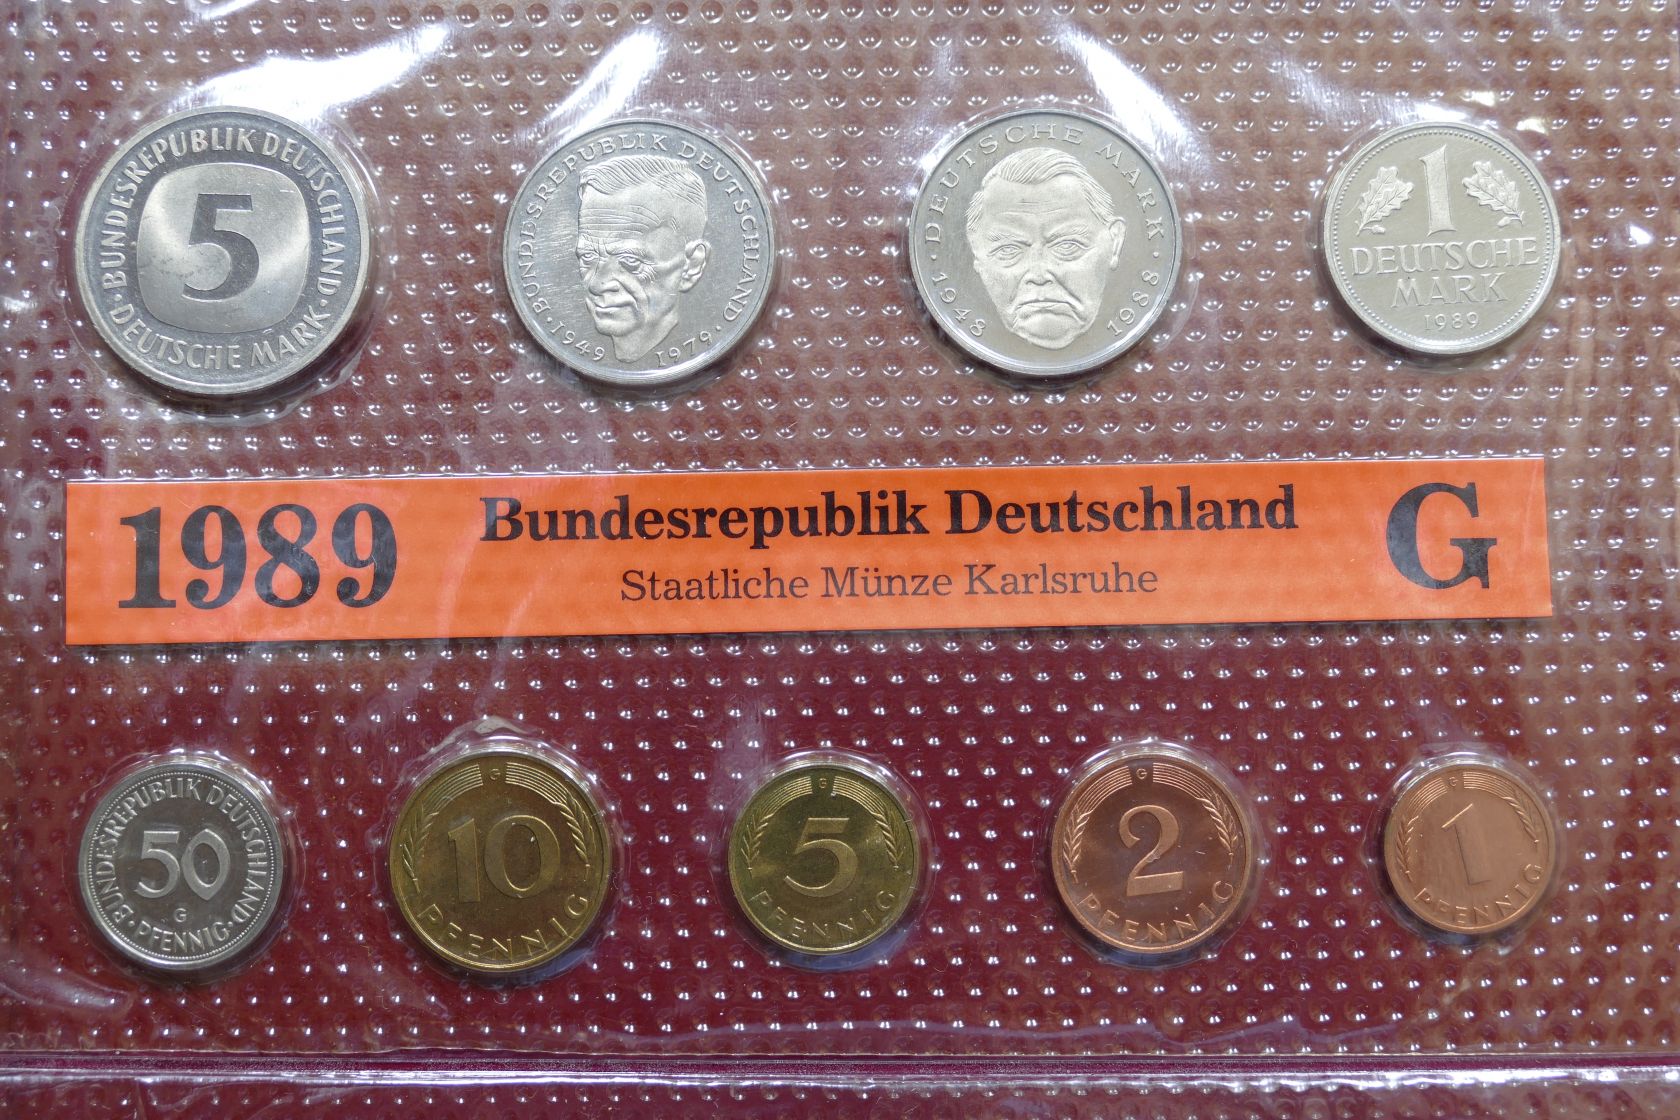 BUNDESREPUBLIK DEUTSCHLAND
5
DEUTSCHE MARK
BUNDESREPUBLIK DEUTSCHLAND
1949 1979
DEUTSCHE MARK
1948 1988
1
DEUTSCHE
MARK
1989
1989
Bundesrepublik Deutschland
Staatliche Münze Karlsruhe
G
BUNDESREPUBLIK DEUTSCHLAND
50
G
PFENNIG
G
10
PFENNIG
G
5
PFENNIG
G
2
PFENNIG
G
1
PFENNIG